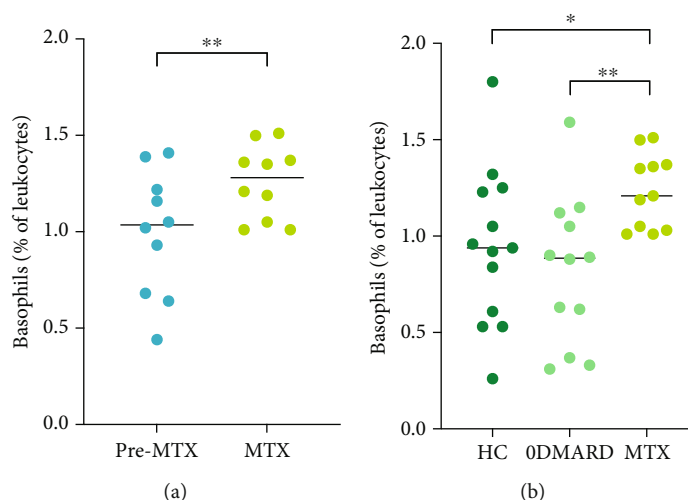 **
2.0
1.5
1.0
0.5
0.0
Basophils (% of leukocytes)
Pre-MTX
MTX
(a)
*
**
2.0
1.5
1.0
0.5
0.0
Basophils (% of leukocytes)
HC
0DMARD
MTX
(b)